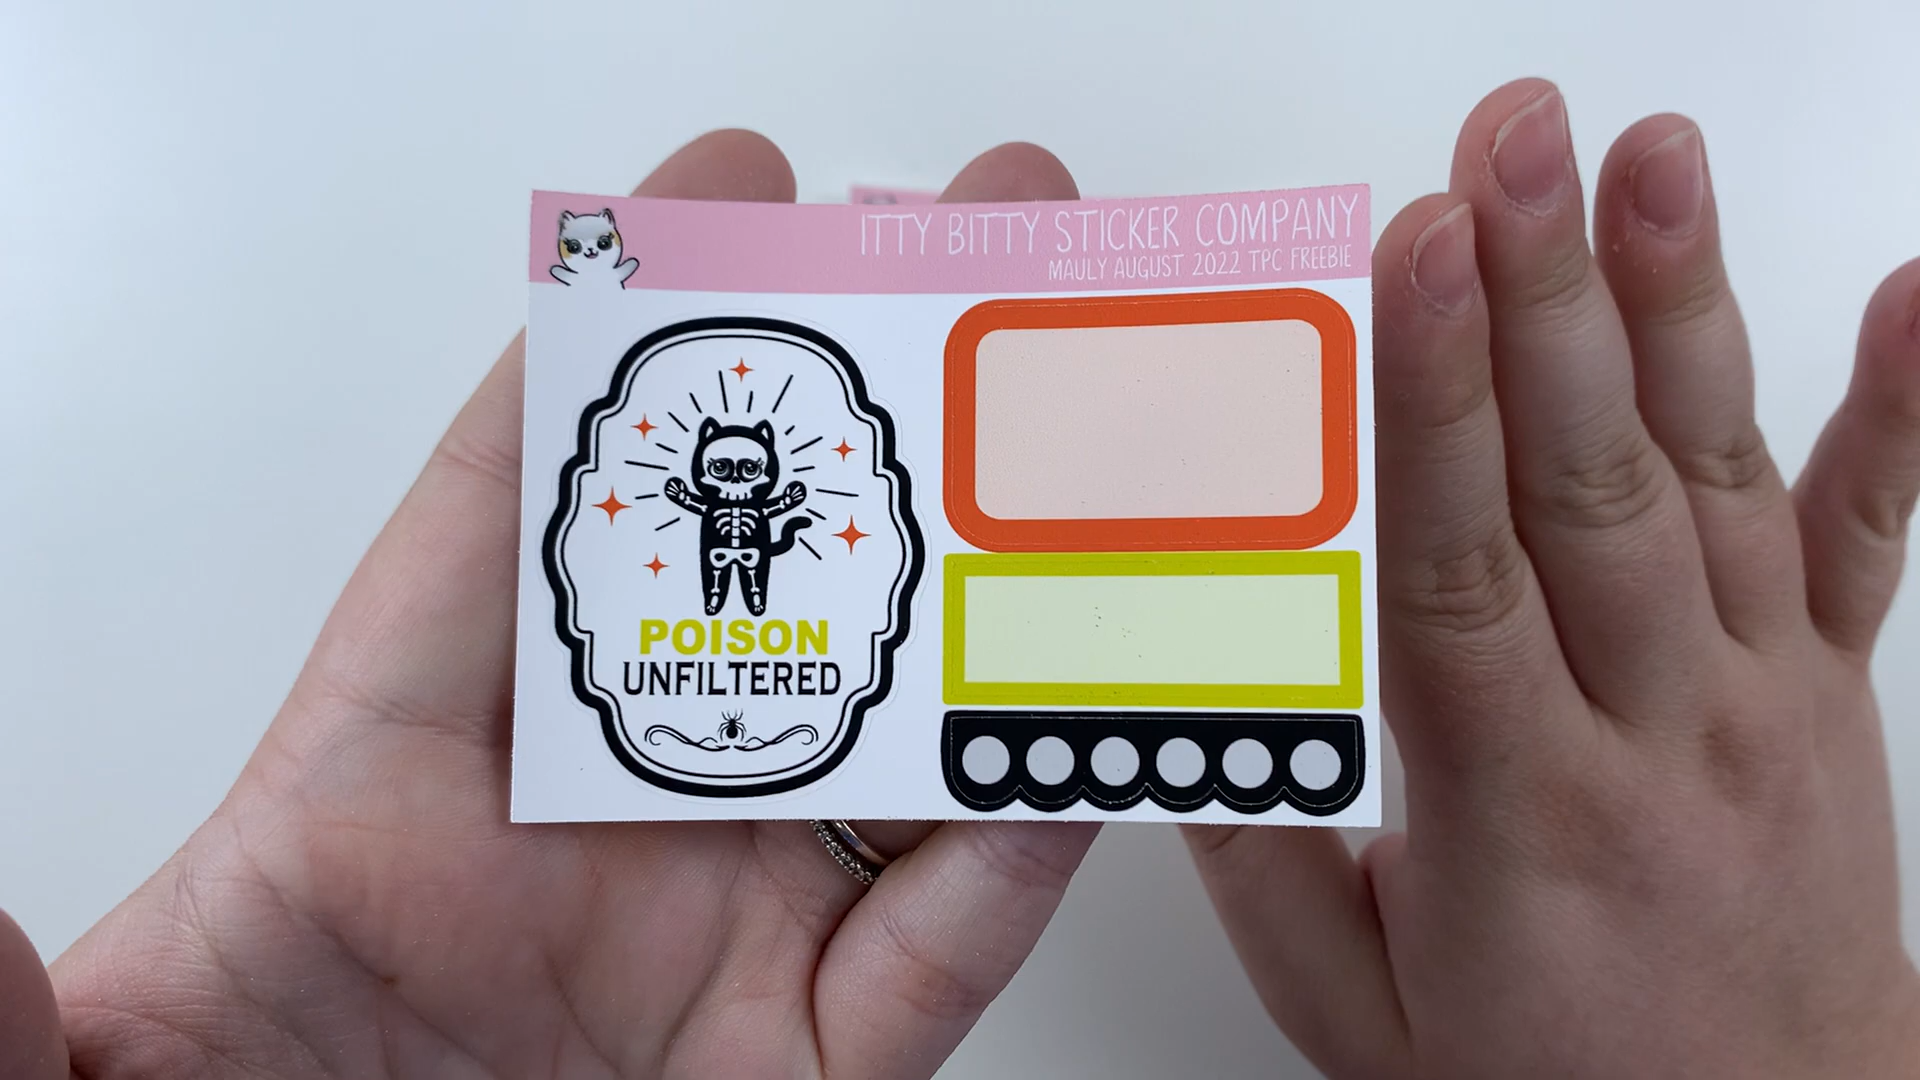 ITTY BITTY STICKER COMPANY
MAULY AUGUST 2022 TPC FREEBIE
POISON
UNFILTERED